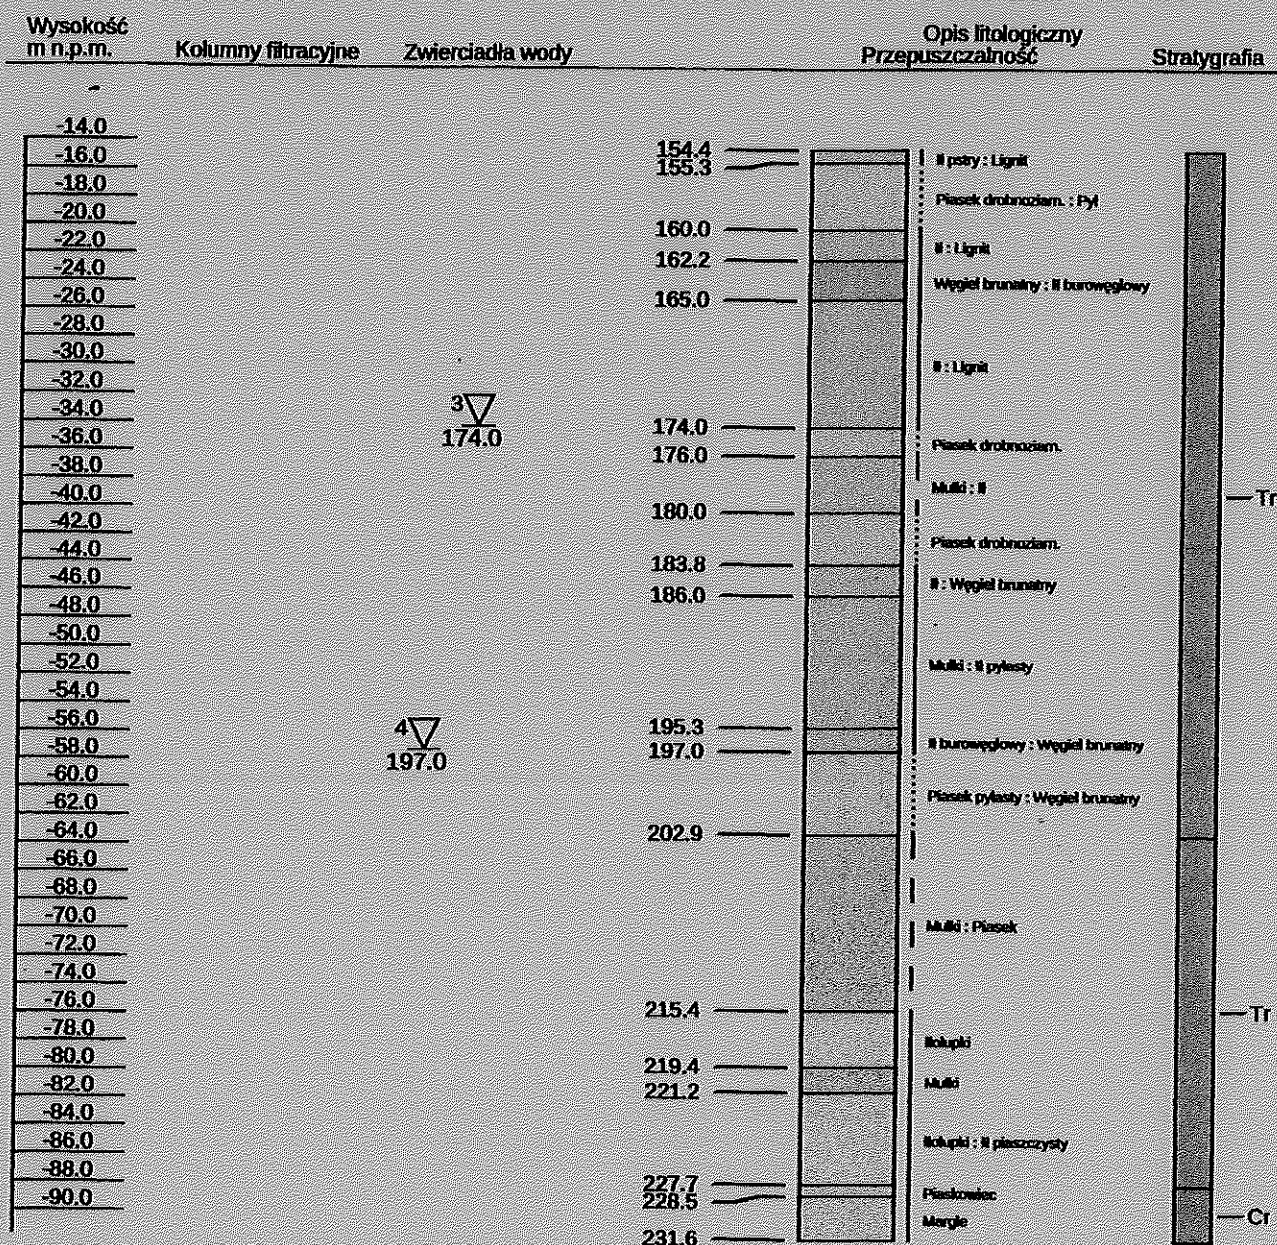 Wysokość
m n.p.m.
Kolumny filtracyjne
Zwierciadła wody
Opis litologiczny
Przepuszczalność
Stratygrafia
-14.0
-16.0
-18.0
-20.0
-22.0
-24.0
-26.0
-28.0
-30.0
-32.0
-34.0
-36.0
-38.0
-40.0
-42.0
-44.0
-46.0
-48.0
-50.0
-52.0
-54.0
-56.0
-58.0
-60.0
-62.0
-64.0
-66.0
-68.0
-70.0
-72.0
-74.0
-76.0
-78.0
-80.0
-82.0
-84.0
-86.0
-88.0
-90.0
3
174.0
4
197.0
154.4
155.3
160.0
162.2
165.0
174.0
176.0
180.0
183.8
186.0
195.3
197.0
202.9
215.4
219.4
221.2
227.7
228.5
231.6
Ił pstry : Lignit
Piasek drobnoziarn. : Pył
Ił : Lignit
Węgiel brunatny : Ił burowęglowy
Ił : Lignit
Piasek drobnoziarn.
Mułki : Ił
Piasek drobnoziarn.
Ił : Węgiel brunatny
Mułki : Ił pylasty
Ił burowęglowy : Węgiel brunatny
Piasek pylasty : Węgiel brunatny
Mułki : Piasek
Iłołupki
Mułki
Iłołupki : Ił piaszczysty
Piaskowiec
Margle
Tr
Tr
Cr